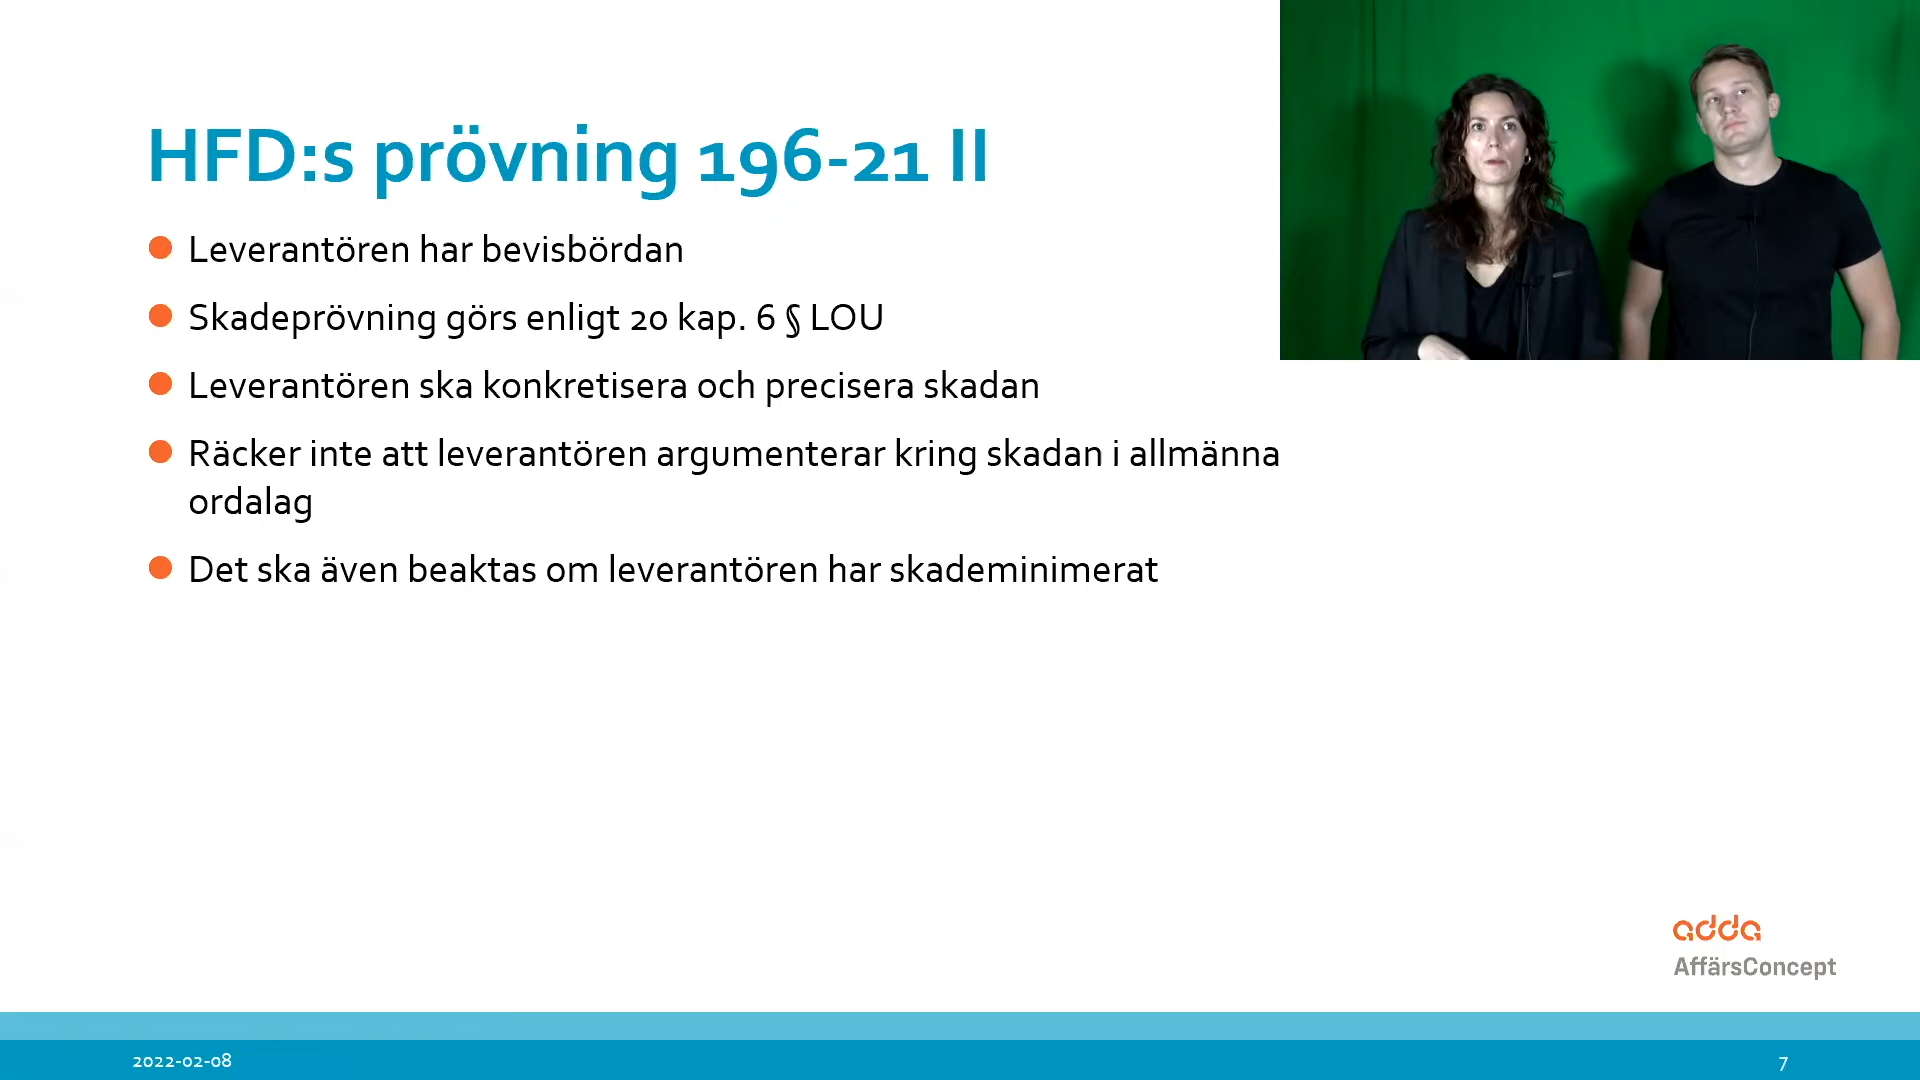 HFD:s prövning 196-21 II
Leverantören har bevisbördan
Skadeprövning görs enligt 20 kap. 6 § LOU
Leverantören ska konkretisera och precisera skadan
Räcker inte att leverantören argumenterar kring skadan i allmänna
ordalag
Det ska även beaktas om leverantören har skademinimerat
adda
AffärsConcept
2022-02-08
7